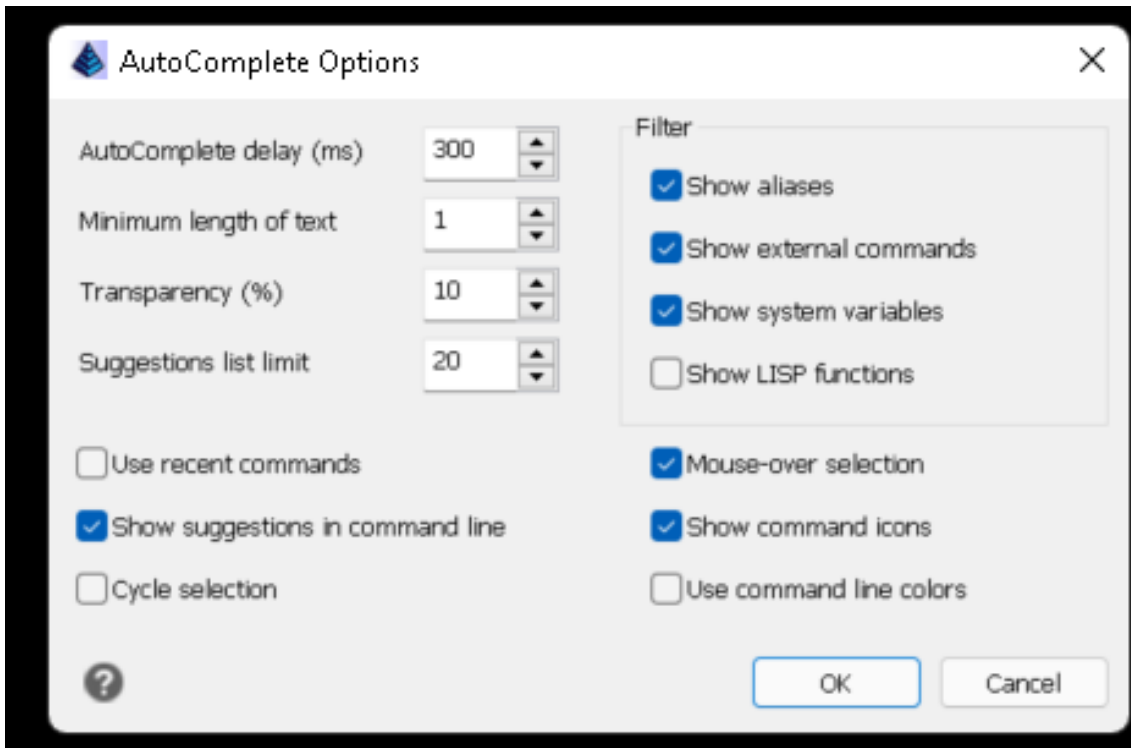 AutoComplete Options
AutoComplete delay (ms) 300
Minimum length of text 1
Transparency (%) 10
Suggestions list limit 20
Filter
Show aliases
Show external commands
Show system variables
Show LISP functions
Use recent commands
Show suggestions in command line
Cycle selection
Mouse-over selection
Show command icons
Use command line colors
?
OK
Cancel